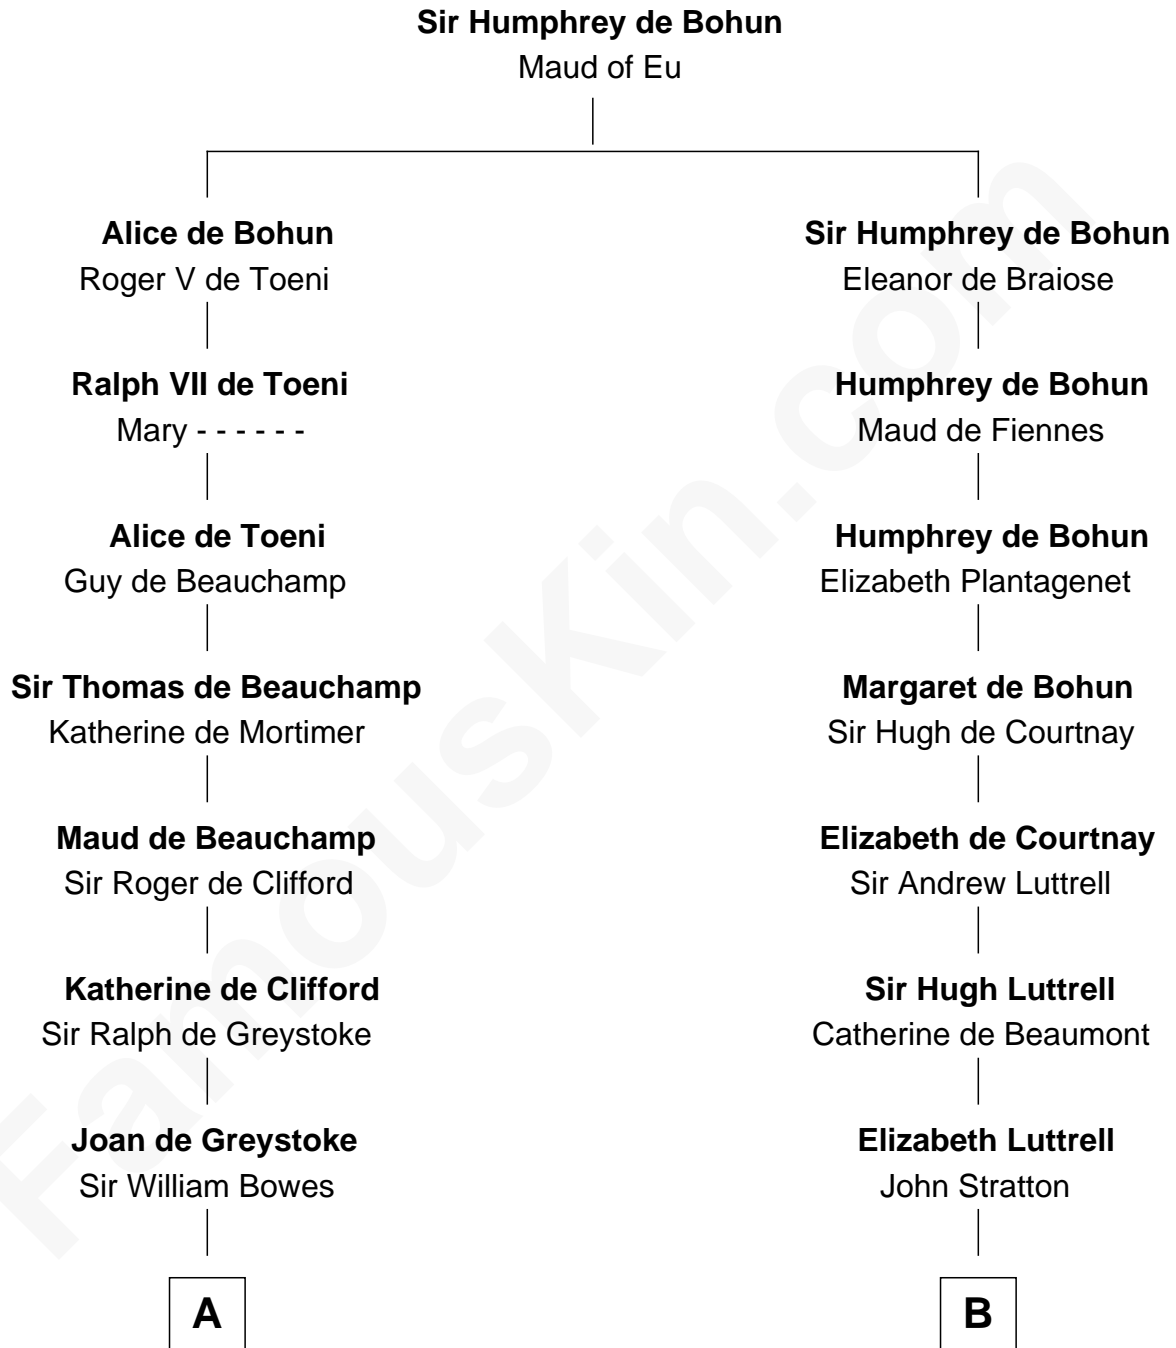 Sir Humphrey de Bohun
Maud of Eu
Alice de Bohun
Roger V de Toeni
Sir Humphrey de Bohun
Eleanor de Braiose
Ralph VII de Toeni
Mary - - - - - -
Humphrey de Bohun
Maud de Fiennes
Alice de Toeni
Guy de Beauchamp
Humphrey de Bohun
Elizabeth Plantagenet
Sir Thomas de Beauchamp
Katherine de Mortimer
Margaret de Bohun
Sir Hugh de Courtnay
Maud de Beauchamp
Sir Roger de Clifford
Elizabeth de Courtnay
Sir Andrew Luttrell
Katherine de Clifford
Sir Ralph de Greystoke
Sir Hugh Luttrell
Catherine de Beaumont
Joan de Greystoke
Sir William Bowes
Elizabeth Luttrell
John Stratton
A
B
FamousKin.com